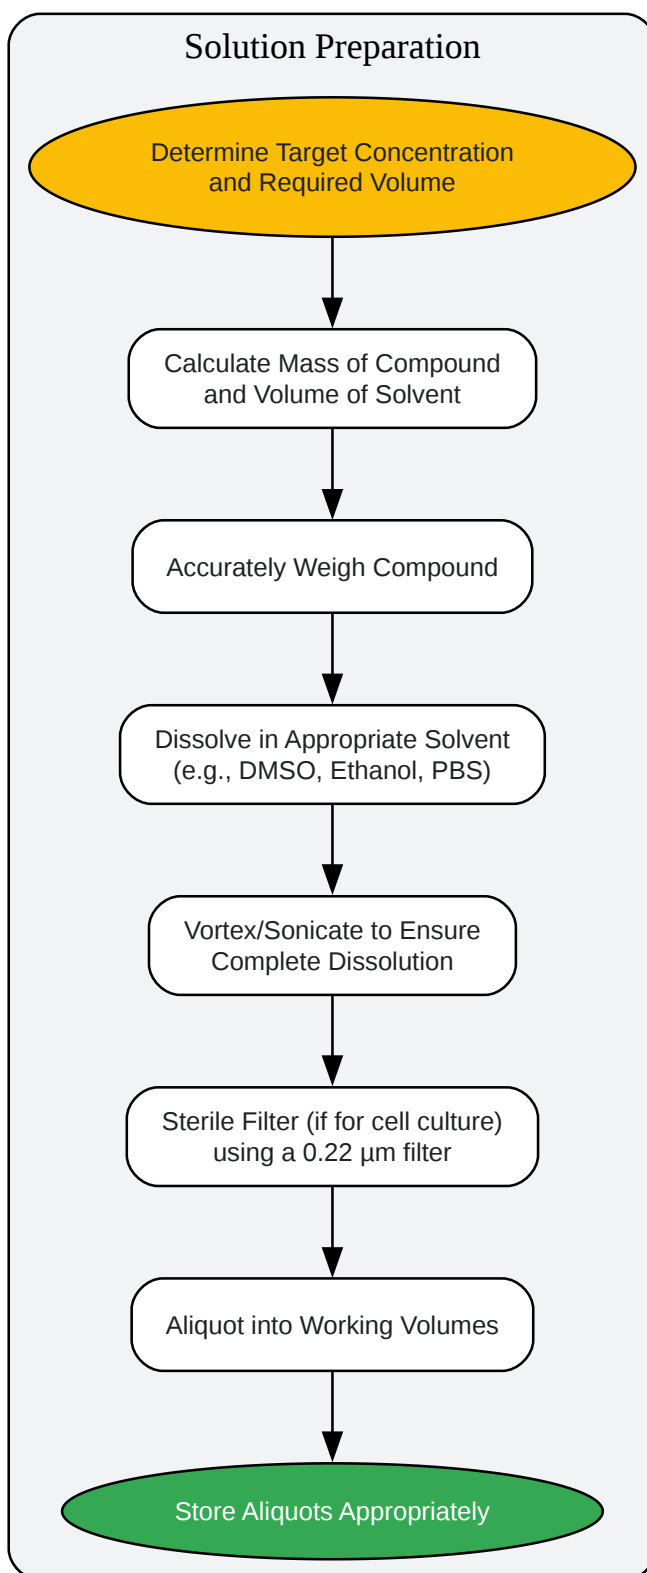 Solution Preparation
Determine Target Concentration
and Required Volume
Calculate Mass of Compound
and Volume of Solvent
Accurately Weigh Compound
Dissolve in Appropriate Solvent
(e.g., DMSO, Ethanol, PBS)
Vortex/Sonicate to Ensure
Complete Dissolution
Sterile Filter (if for cell culture)
using a 0.22 µm filter
Aliquot into Working Volumes
Store Aliquots Appropriately